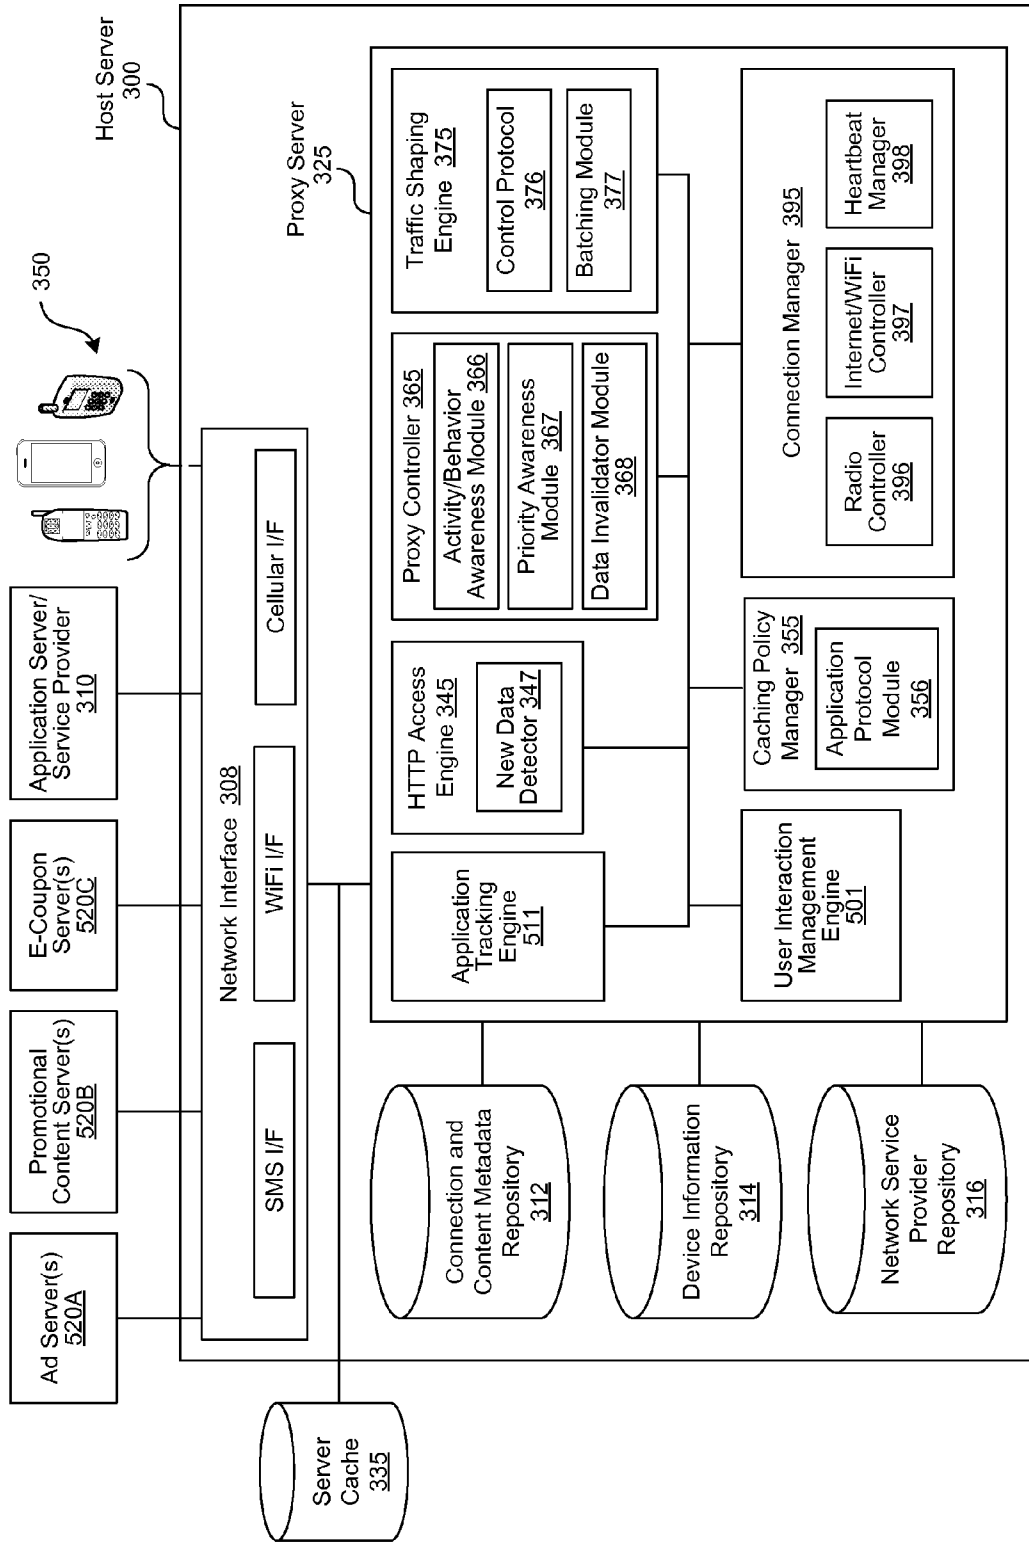 Ad Server(s)
520A
Promotional
Content Server(s)
520B
E-Coupon
Server(s)
520C
Application Server/
Service Provider
310
350
Host Server
300
Server
Cache
335
Network Interface 308
SMS I/F
WiFi I/F
Cellular I/F
Proxy Server
325
Connection and
Content Metadata
Repository
312
Device Information
Repository
314
Network Service
Provider
Repository
316
Application
Tracking
Engine
511
HTTP Access
Engine 345
New Data
Detector 347
Proxy Controller 365
Activity/Behavior
Awareness Module 366
Priority Awareness
Module 367
Data Invalidator Module
368
Traffic Shaping
Engine 375
Control Protocol
376
Batching Module
377
User Interaction
Management
Engine
501
Caching Policy
Manager 355
Application
Protocol
Module
356
Connection Manager 395
Radio
Controller
396
Internet/WiFi
Controller
397
Heartbeat
Manager
398